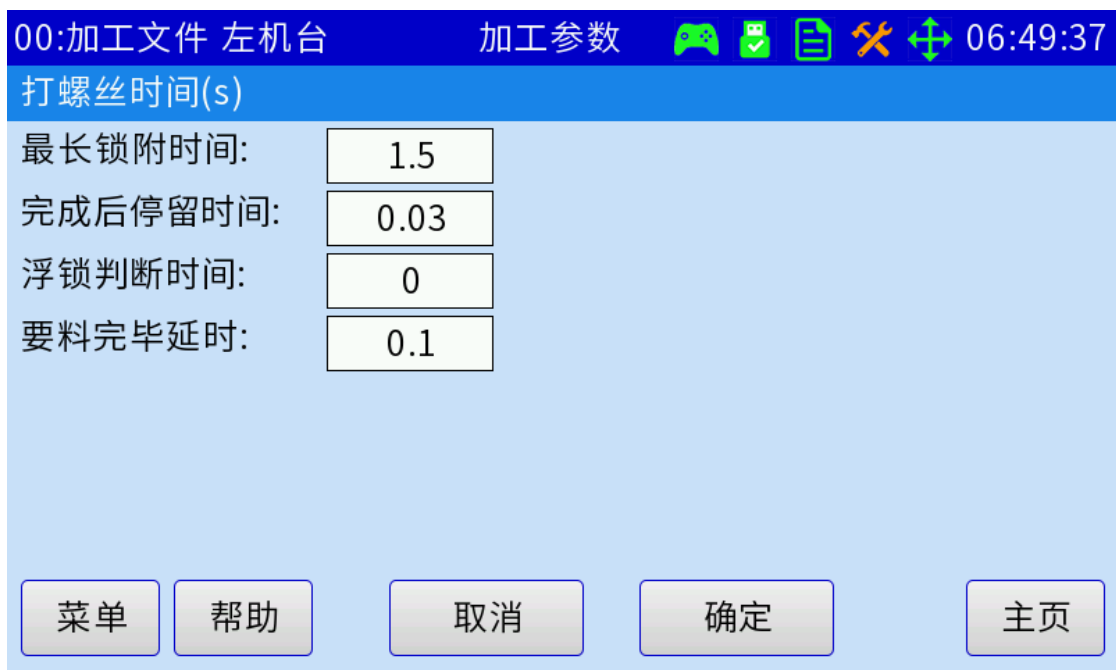 00:加工文件 左机台 加工参数 06:49:37
打螺丝时间(s)
最长锁附时间: 1.5
完成后停留时间: 0.03
浮锁判断时间: 0
要料完毕延时: 0.1
菜单 帮助 取消 确定 主页